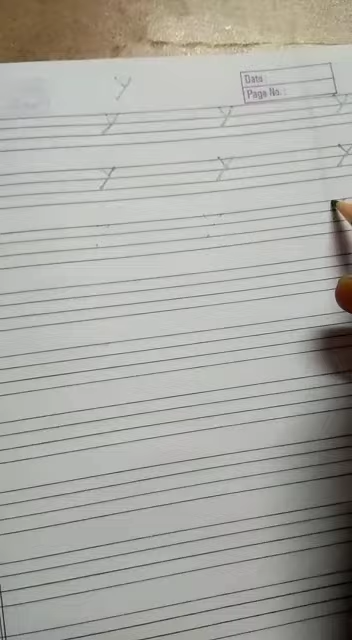 y
Date :
Page No. :
y y y
y y y